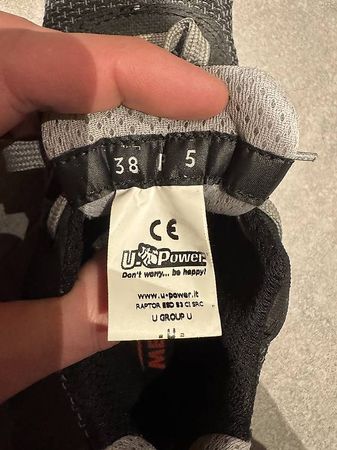 38 P 5
CE
U-Power
Don't worry... be happy!
www.u-power.it
RAPTOR ESD S3 CI SRC
U GROUP U